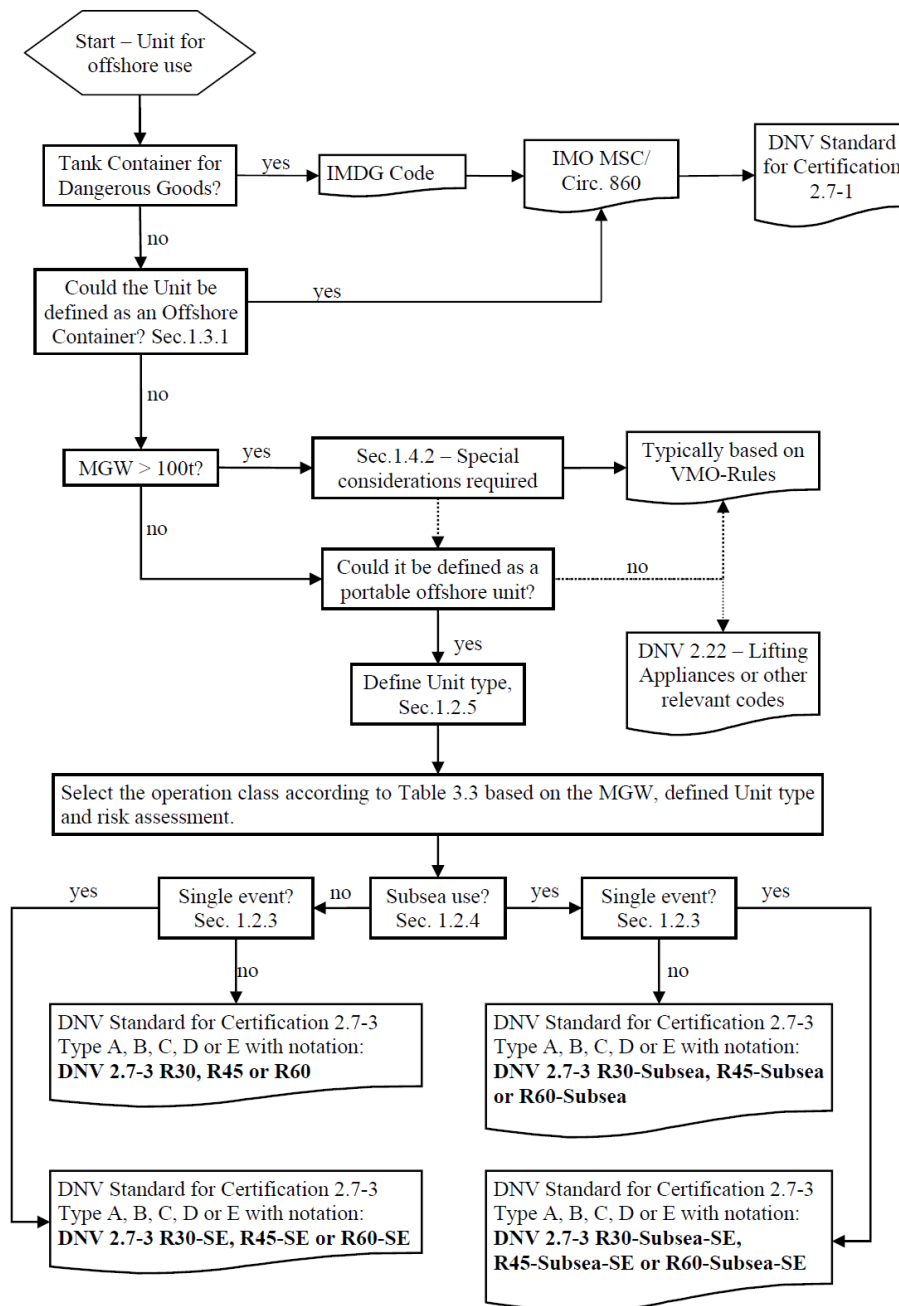 Start – Unit for
offshore use
Tank Container for
Dangerous Goods?
yes
IMDG Code
IMO MSC/
Circ. 860
DNV Standard
for Certification
2.7-1
no
Could the Unit be
defined as an Offshore
Container? Sec.1.3.1
yes
no
MGW > 100t?
yes
Sec.1.4.2 – Special
considerations required
Typically based on
VMO-Rules
no
Could it be defined as a
portable offshore unit?
no
yes
DNV 2.22 – Lifting
Appliances or other
relevant codes
Define Unit type,
Sec.1.2.5
Select the operation class according to Table 3.3 based on the MGW, defined Unit type
and risk assessment.
yes
Single event?
Sec. 1.2.3
no
Subsea use?
Sec. 1.2.4
yes
Single event?
Sec. 1.2.3
yes
no
no
DNV Standard for Certification 2.7-3
Type A, B, C, D or E with notation:
DNV 2.7-3 R30, R45 or R60
DNV Standard for Certification 2.7-3
Type A, B, C, D or E with notation:
DNV 2.7-3 R30-Subsea, R45-Subsea
or R60-Subsea
DNV Standard for Certification 2.7-3
Type A, B, C, D or E with notation:
DNV 2.7-3 R30-SE, R45-SE or R60-SE
DNV Standard for Certification 2.7-3
Type A, B, C, D or E with notation:
DNV 2.7-3 R30-Subsea-SE,
R45-Subsea-SE or R60-Subsea-SE